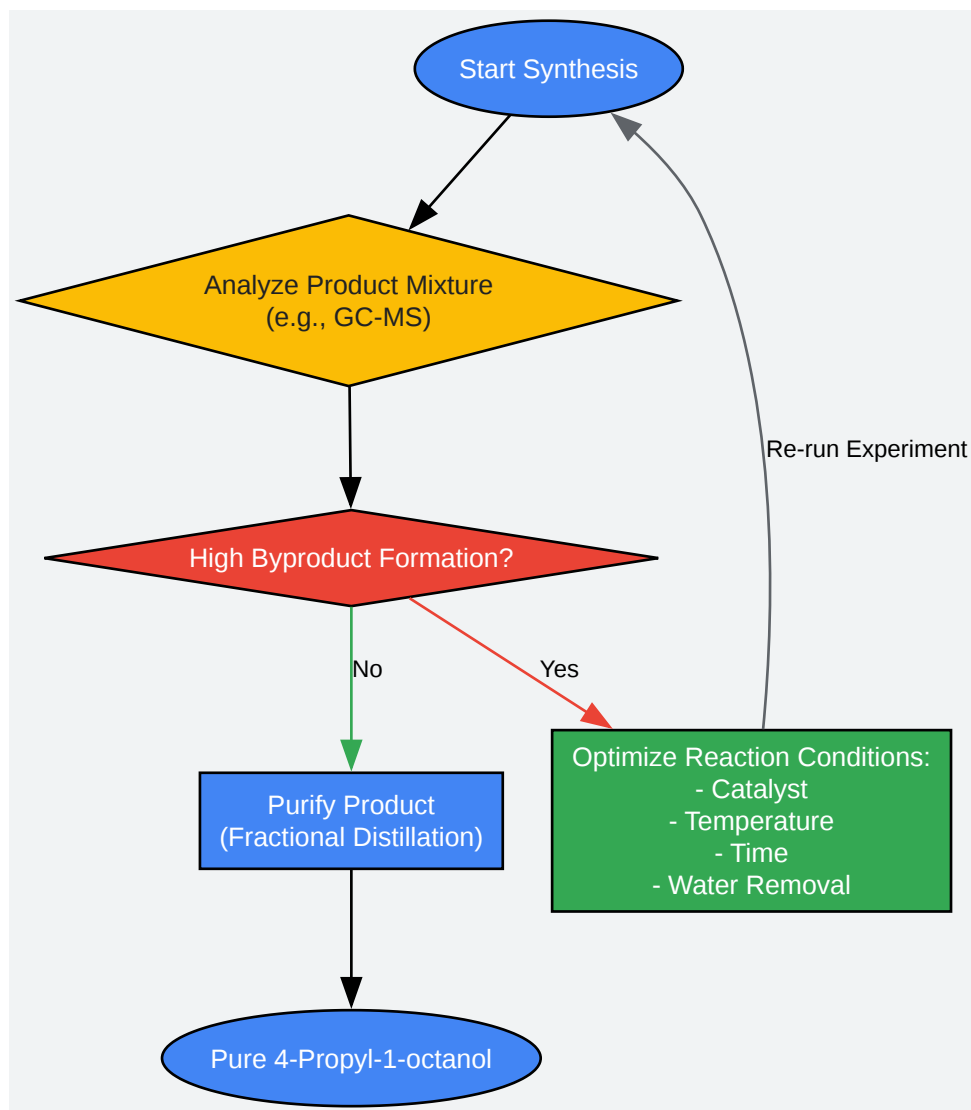 Start Synthesis
Analyze Product Mixture
(e.g., GC-MS)
Re-run Experiment
High Byproduct Formation?
No
Yes
Optimize Reaction Conditions:
- Catalyst
- Temperature
- Time
- Water Removal
Purify Product
(Fractional Distillation)
Pure 4-Propyl-1-octanol